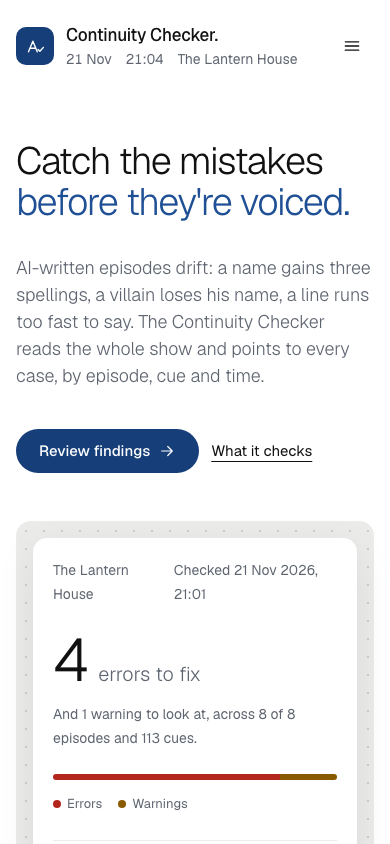 Continuity Checker.
21 Nov 21:04 The Lantern House
Catch the mistakes
before they're voiced.
AI-written episodes drift: a name gains three
spellings, a villain loses his name, a line runs
too fast to say. The Continuity Checker
reads the whole show and points to every
case, by episode, cue and time.
Review findings → What it checks
The Lantern House
Checked 21 Nov 2026, 21:01
4 errors to fix
And 1 warning to look at, across 8 of 8
episodes and 113 cues.
Errors Warnings